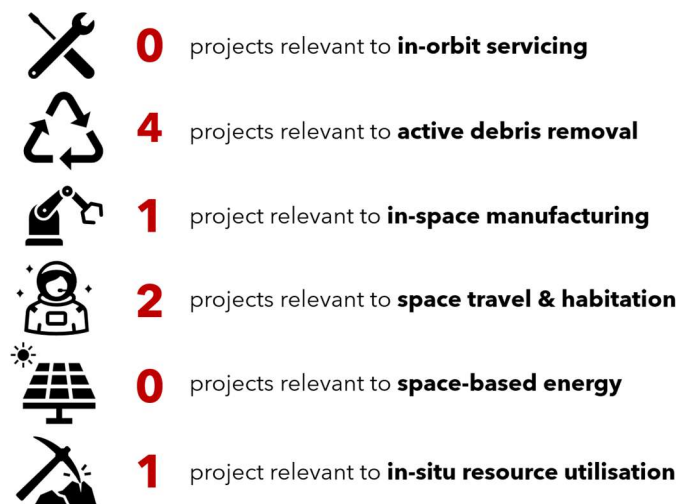 0 projects relevant to in-orbit servicing
4 projects relevant to active debris removal
1 project relevant to in-space manufacturing
2 projects relevant to space travel & habitation
0 projects relevant to space-based energy
1 project relevant to in-situ resource utilisation